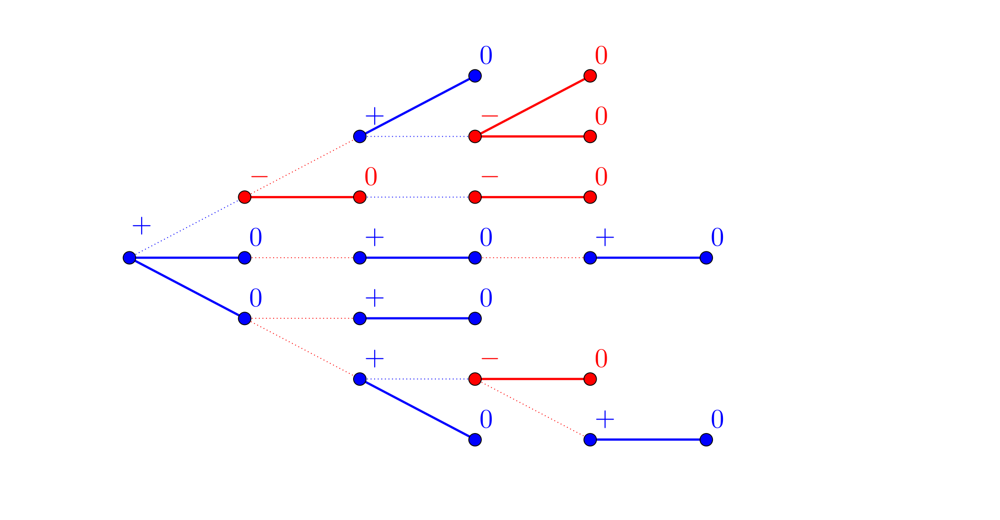 0 0
+ − 0
− 0 − 0
+
0 + 0 + 0
0 + 0
+ − 0
0 + 0